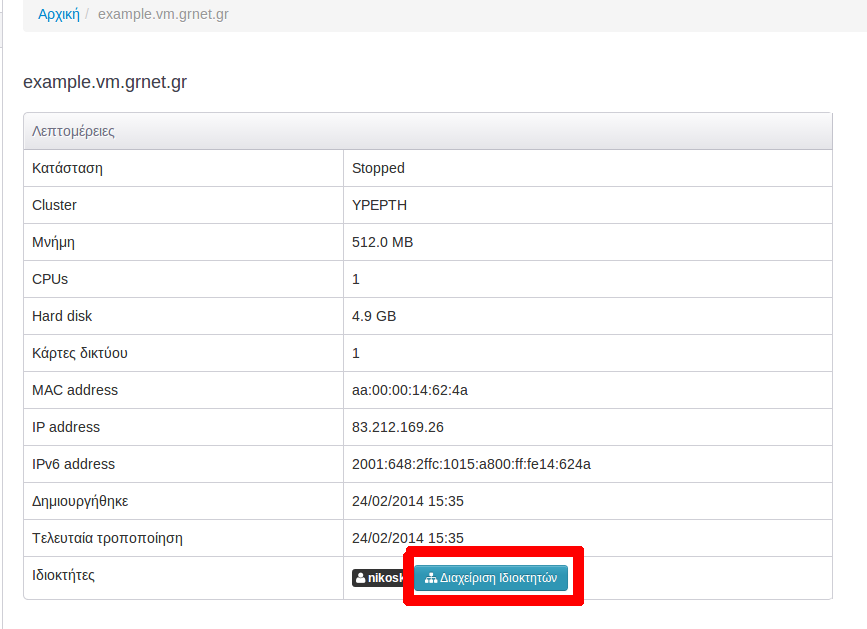 Αρχική / example.vm.grnet.gr
example.vm.grnet.gr
Λεπτομέρειες
Κατάσταση Stopped
Cluster YPEPTH
Μνήμη 512.0 MB
CPUs 1
Hard disk 4.9 GB
Κάρτες δικτύου 1
MAC address aa:00:00:14:62:4a
IP address 83.212.169.26
IPv6 address 2001:648:2ffc:1015:a800:ff:fe14:624a
Δημιουργήθηκε 24/02/2014 15:35
Τελευταία τροποποίηση 24/02/2014 15:35
Ιδιοκτήτες nikosk Διαχείριση Ιδιοκτητών